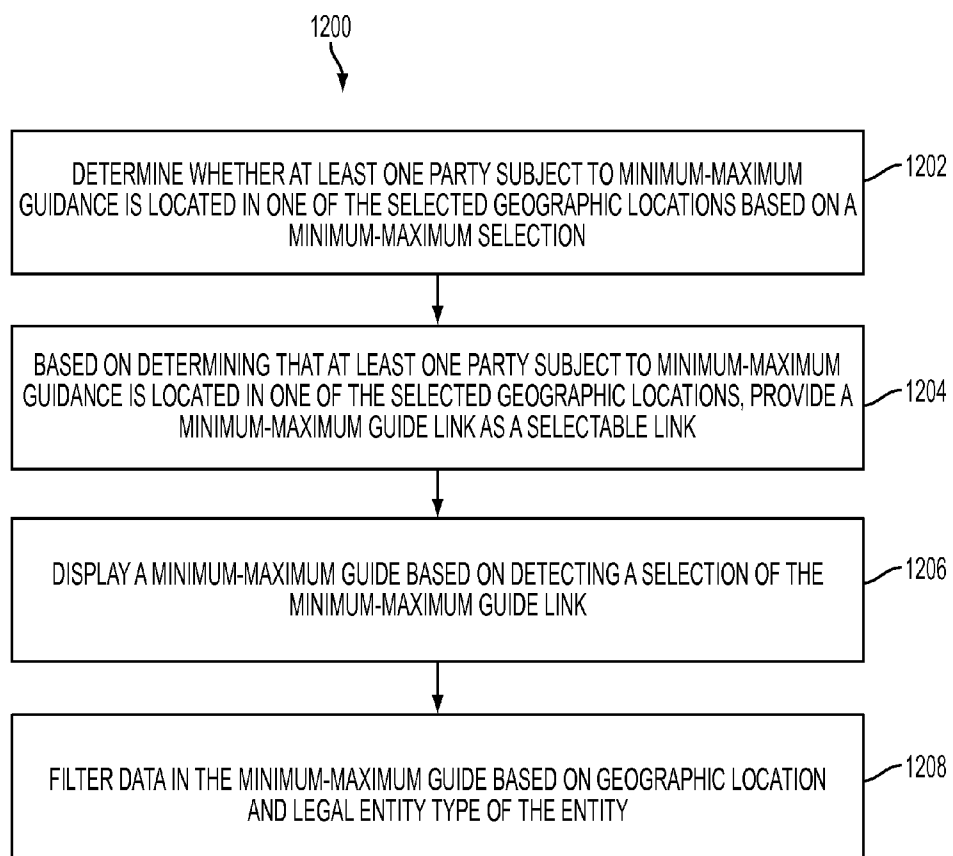 1200
DETERMINE WHETHER AT LEAST ONE PARTY SUBJECT TO MINIMUM-MAXIMUM
GUIDANCE IS LOCATED IN ONE OF THE SELECTED GEOGRAPHIC LOCATIONS BASED ON A
MINIMUM-MAXIMUM SELECTION
1202
BASED ON DETERMINING THAT AT LEAST ONE PARTY SUBJECT TO MINIMUM-MAXIMUM
GUIDANCE IS LOCATED IN ONE OF THE SELECTED GEOGRAPHIC LOCATIONS, PROVIDE A
MINIMUM-MAXIMUM GUIDE LINK AS A SELECTABLE LINK
1204
DISPLAY A MINIMUM-MAXIMUM GUIDE BASED ON DETECTING A SELECTION OF THE
MINIMUM-MAXIMUM GUIDE LINK
1206
FILTER DATA IN THE MINIMUM-MAXIMUM GUIDE BASED ON GEOGRAPHIC LOCATION
AND LEGAL ENTITY TYPE OF THE ENTITY
1208